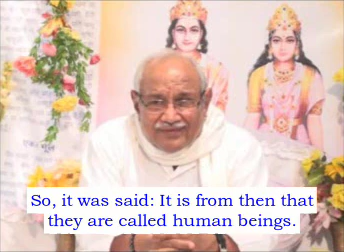 So, it was said: It is from then that
they are called human beings.